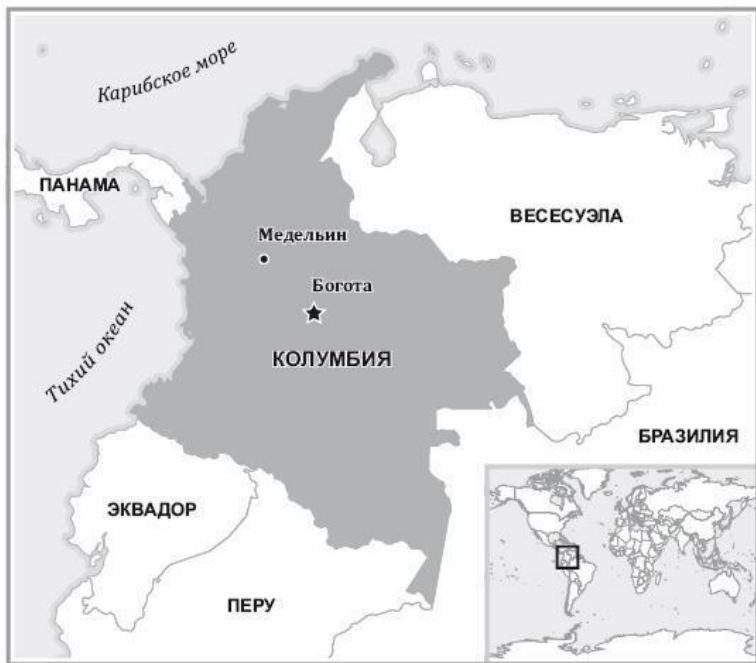 Карибское море
ПАНАМА
ВЕСЕСУЭЛА
Медельин
Богота
Тихий океан
КОЛУМБИЯ
БРАЗИЛИЯ
ЭКВАДОР
ПЕРУ